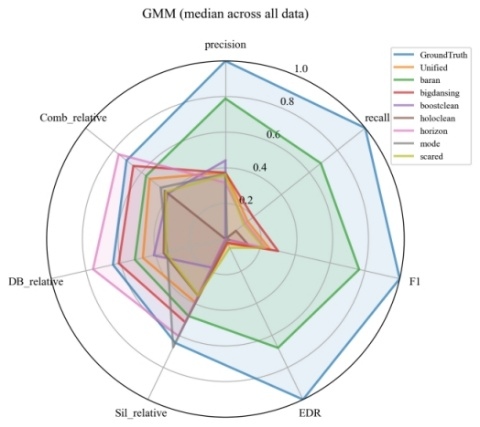 GMM (median across all data)
precision
1.0
GroundTruth
Unified
baran
bigdansing
boostclean
holoclean
horizon
mode
scared
0.8
Comb_relative
recall
0.6
0.4
0.2
DB_relative
F1
Sil_relative
EDR